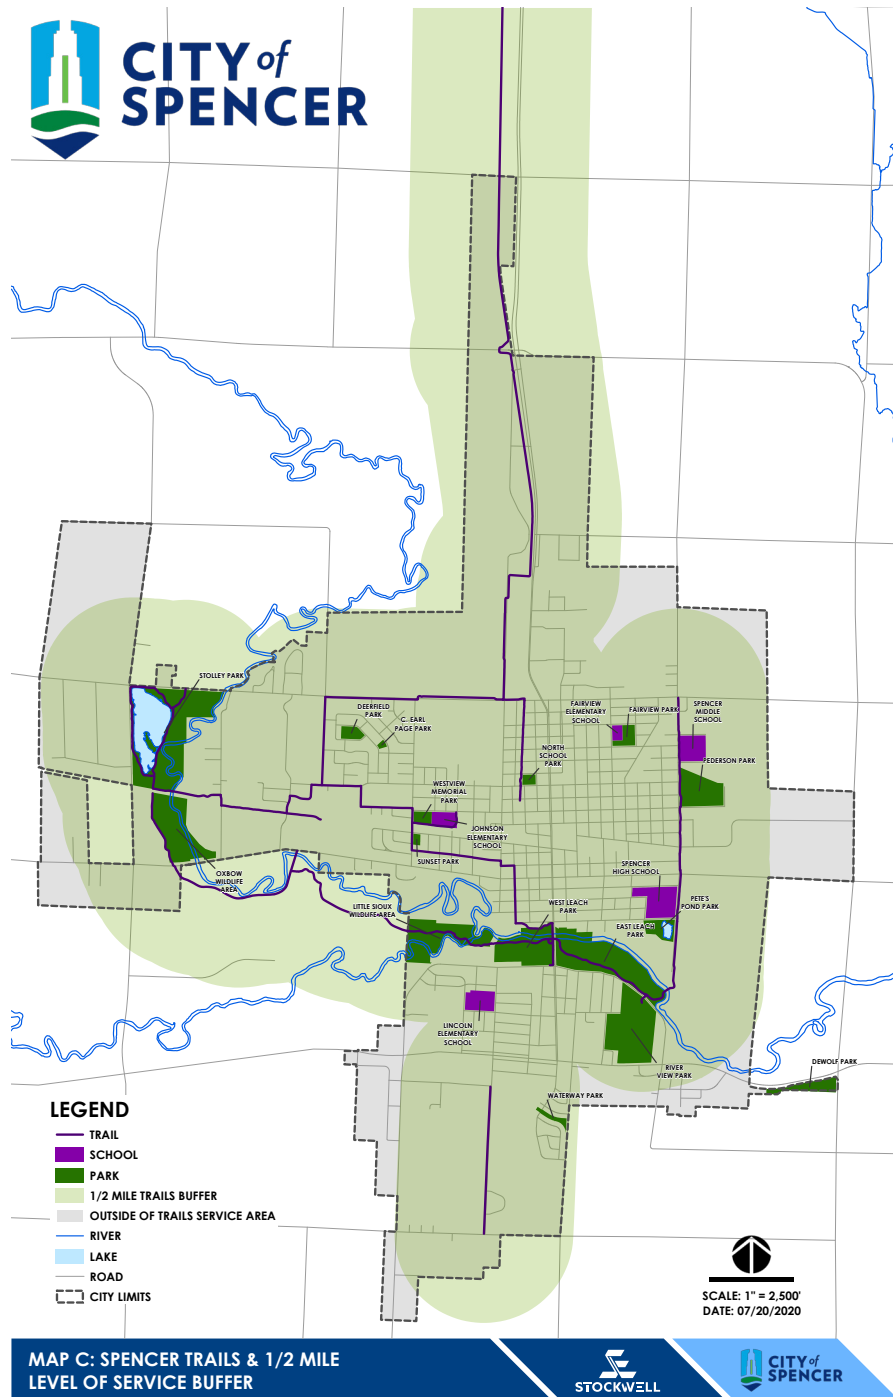 CITY of
SPENCER
STOLLEY PARK
DEERFIELD
PARK
C. EARL
PAGE PARK
FAIRVIEW
ELEMENTARY
SCHOOL
FAIRVIEW PARK
SPENCER
MIDDLE
SCHOOL
NORTH
SCHOOL
PARK
PEDERSON PARK
WESTVIEW
MEMORIAL
PARK
JOHNSON
ELEMENTARY
SCHOOL
SUNSET PARK
SPENCER
HIGH SCHOOL
OXBOW
WILDLIFE
AREA
LITTLE SIOUX
WILDLIFE AREA
WEST LEACH
PARK
PETE'S
POND PARK
EAST LEACH
PARK
LINCOLN
ELEMENTARY
SCHOOL
RIVER
VIEW PARK
DEWOLF PARK
WATERWAY PARK
LEGEND
TRAIL
SCHOOL
PARK
1/2 MILE TRAILS BUFFER
OUTSIDE OF TRAILS SERVICE AREA
RIVER
LAKE
ROAD
CITY LIMITS
SCALE: 1" = 2,500'
DATE: 07/20/2020
MAP C: SPENCER TRAILS & 1/2 MILE
LEVEL OF SERVICE BUFFER
STOCKWELL
CITY of
SPENCER